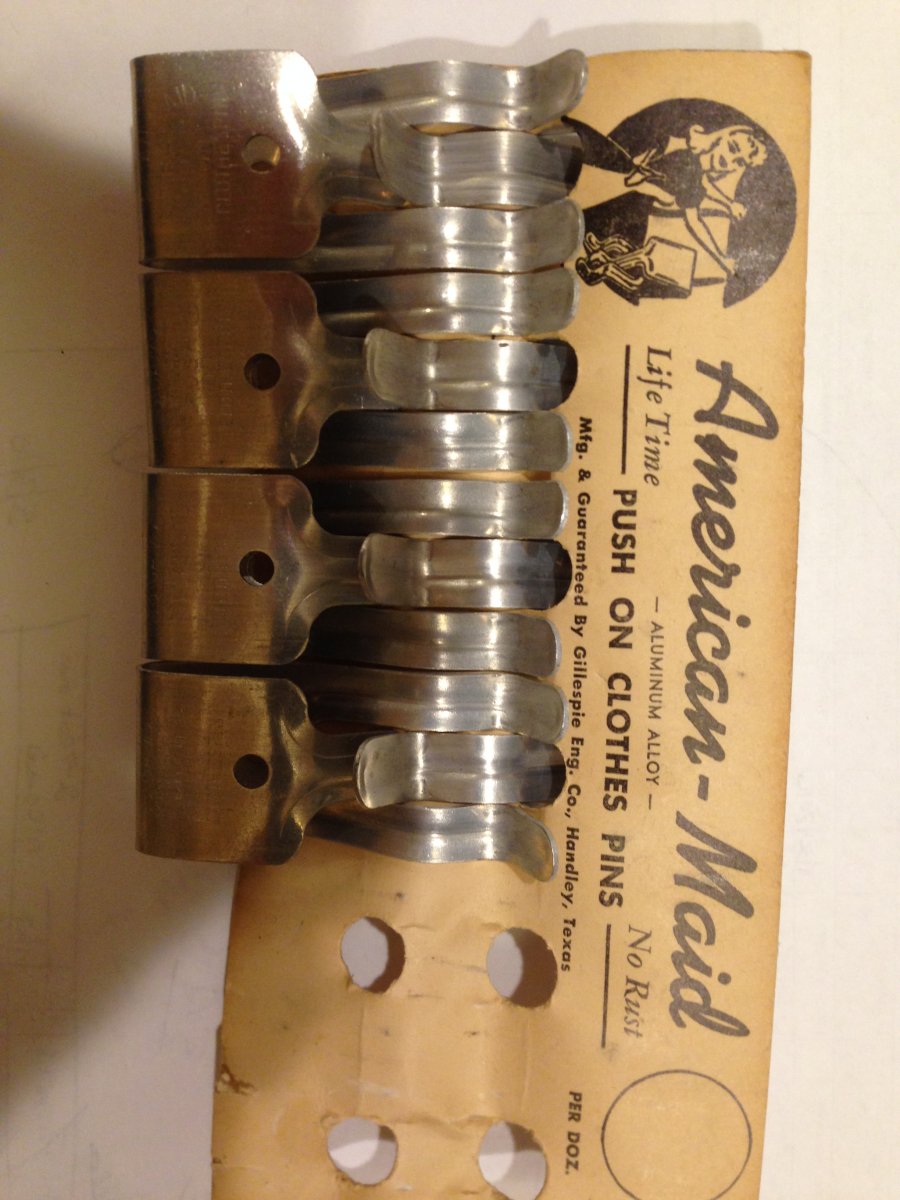 American-Maid
Life Time
— ALUMINUM ALLOY —
No Rust
PUSH ON CLOTHES PINS
Mfg. & Guaranteed By Gillespie Eng. Co., Handley, Texas
PER DOZ.